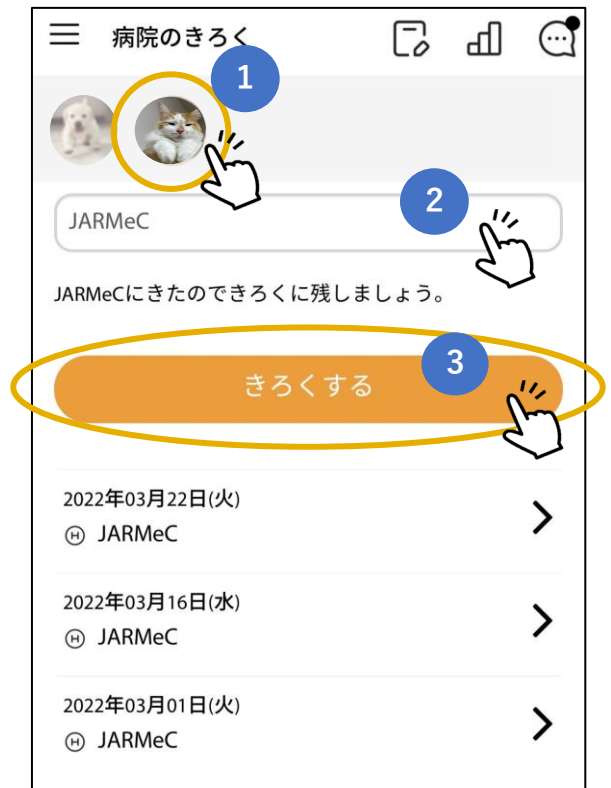 病院のきろく
1
2
JARMeC
JARMeCにきたのできろくに残しましょう。
3
きろくする
2022年03月22日(火)
H JARMeC
2022年03月16日(水)
H JARMeC
2022年03月01日(火)
H JARMeC